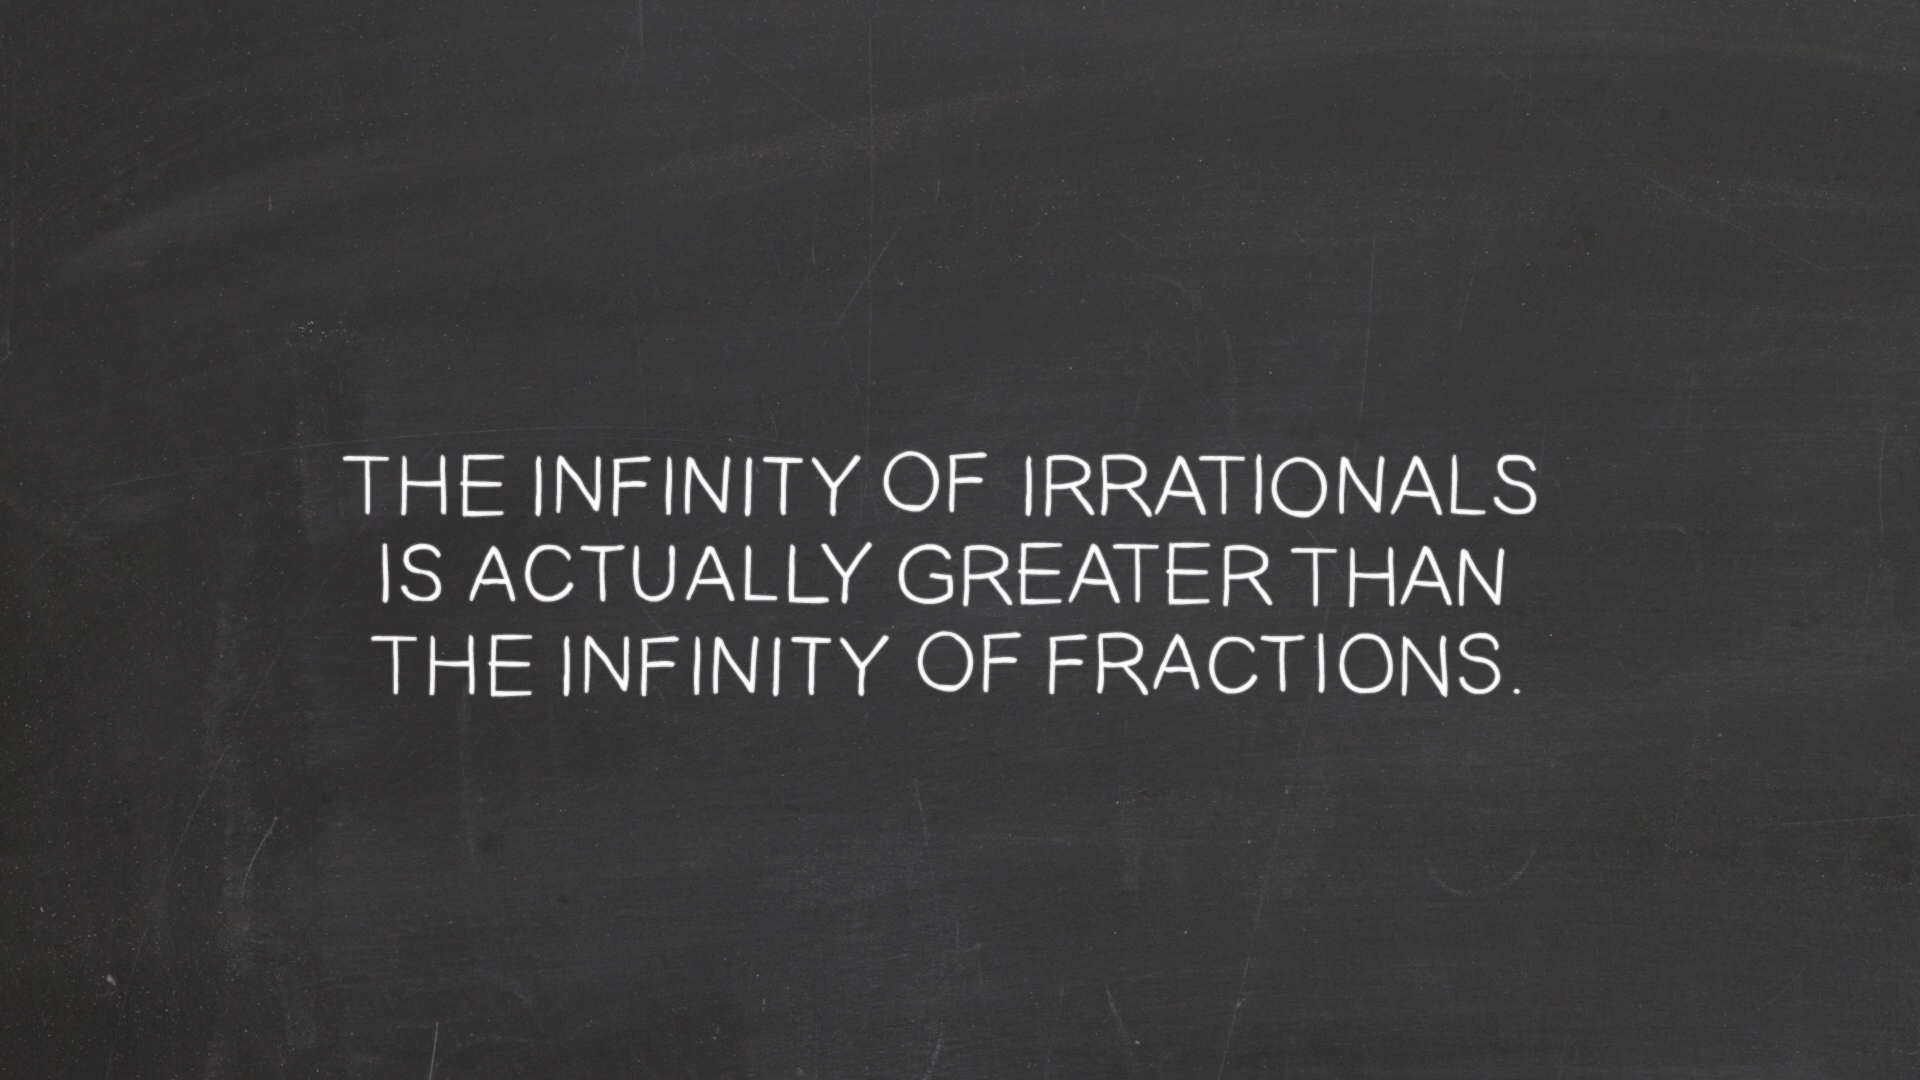 THE INFINITY OF IRRATIONALS
IS ACTUALLY GREATER THAN
THE INFINITY OF FRACTIONS.